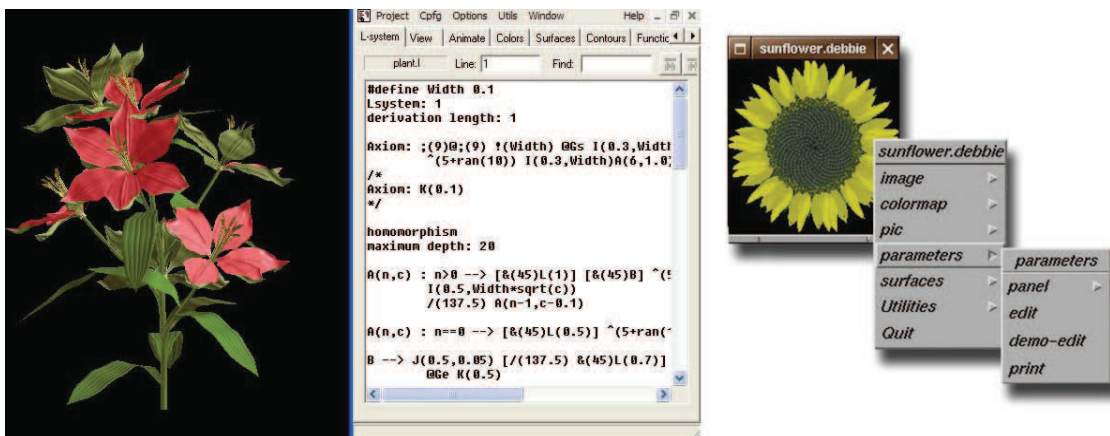 Project Cpfg Options Utils Window Help
L-system View Animate Colors Surfaces Contours Functic
plant.l Line: 1 Find:
#define Width 0.1
Lsystem: 1
derivation length: 1
Axiom: ;(9)@;(9) !(Width) @Gs I(0.3,Width
^(5+ran(10)) I(0.3,Width)A(6,1.0)
/*
Axiom: K(0.1)
*/
homomorphism
maximum depth: 20
A(n,c) : n>0 --> [&(45)L(1)] [&(45)B] ^(5
I(0.5,Width*sqrt(c))
/(137.5) A(n-1,c-0.1)
A(n,c) : n==0 --> [&(45)L(0.5)] ^(5+ran(
B --> J(0.5,0.05) [/(137.5) &(45)L(0.7)]
@Ge K(0.5)
sunflower.debbie
sunflower.debbie
image
colormap
pic
parameters
surfaces
Utilities
Quit
parameters
panel
edit
demo-edit
print